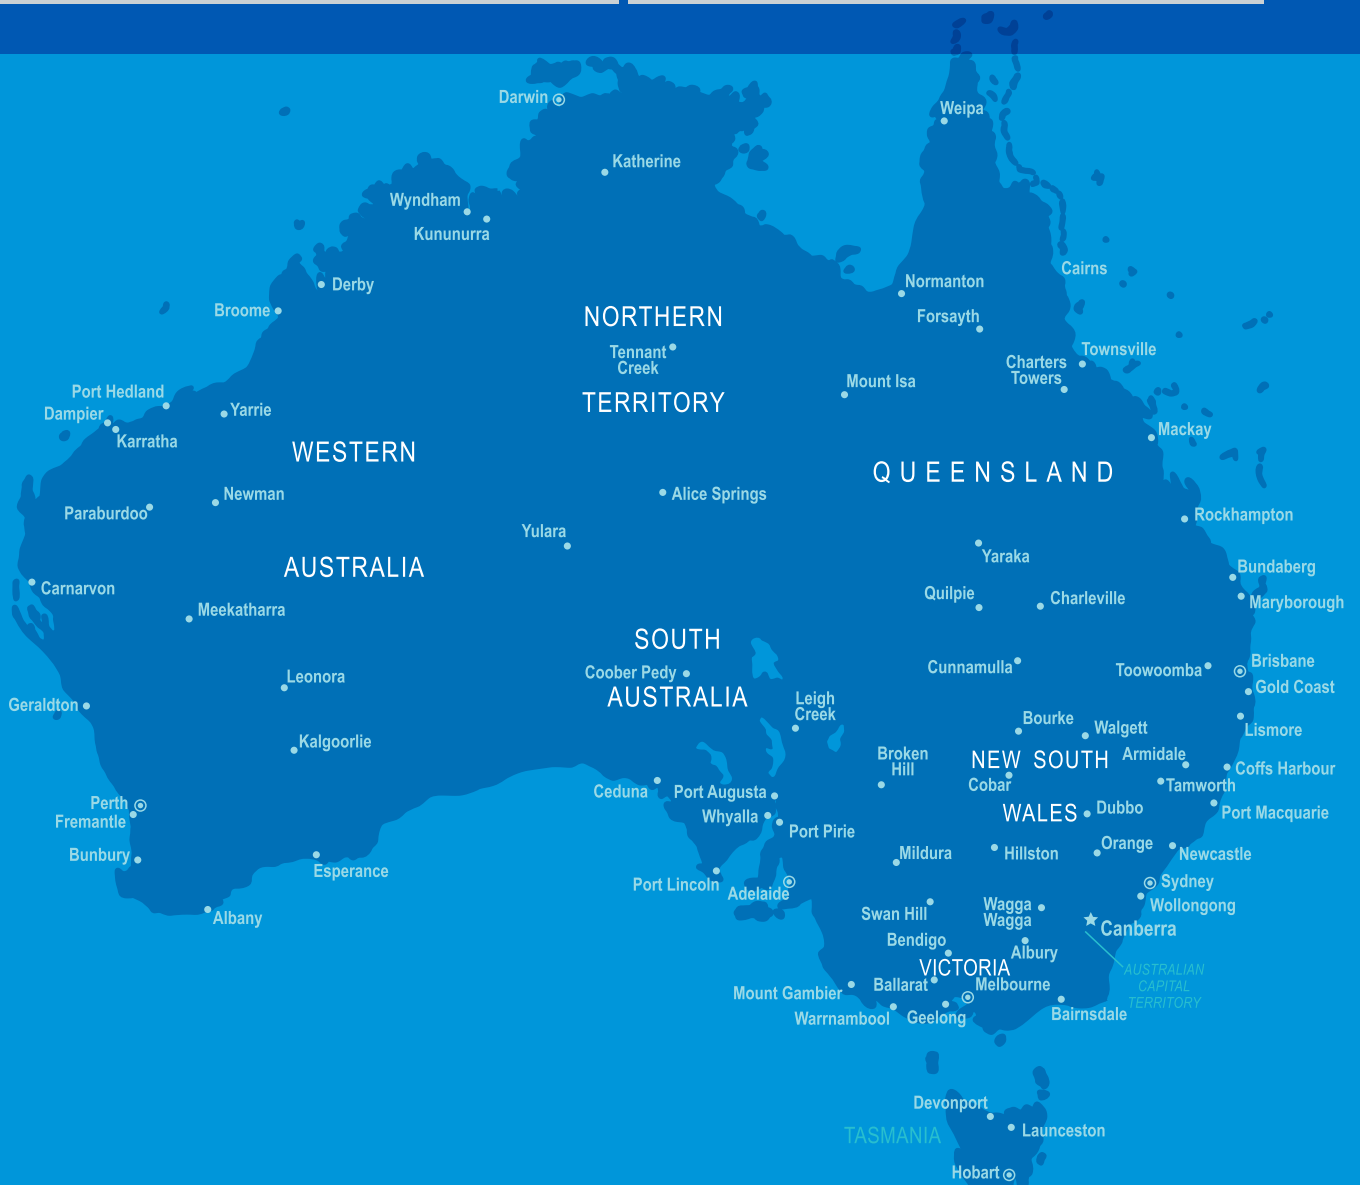 Darwin
Weipa
Katherine
Wyndham
Kununurra
Cairns
Derby
Normanton
Broome
Forsayth
NORTHERN
Tennant
Creek
Townsville
Charters
Towers
Mount Isa
Port Hedland
TERRITORY
Dampier
Yarrie
Karratha
Mackay
WESTERN
QUEENSLAND
Newman
Alice Springs
Paraburdoo
Rockhampton
Yulara
Yaraka
AUSTRALIA
Bundaberg
Carnarvon
Quilpie
Charleville
Maryborough
Meekatharra
SOUTH
Brisbane
Cunnamulla
Toowoomba
Coober Pedy
Leonora
Gold Coast
AUSTRALIA
Leigh
Creek
Geraldton
Bourke
Walgett
Lismore
Kalgoorlie
Broken
Hill
Armidale
NEW SOUTH
Coffs Harbour
Cobar
Tamworth
Ceduna
Port Augusta
Perth
Dubbo
WALES
Port Macquarie
Fremantle
Whyalla
Port Pirie
Orange
Bunbury
Mildura
Hillston
Newcastle
Esperance
Port Lincoln
Adelaide
Sydney
Wagga
Wagga
Wollongong
Swan Hill
Albany
Canberra
Bendigo
Albury
VICTORIA
AUSTRALIAN
CAPITAL
TERRITORY
Ballarat
Melbourne
Mount Gambier
Warrnambool
Geelong
Bairnsdale
Devonport
Launceston
TASMANIA
Hobart